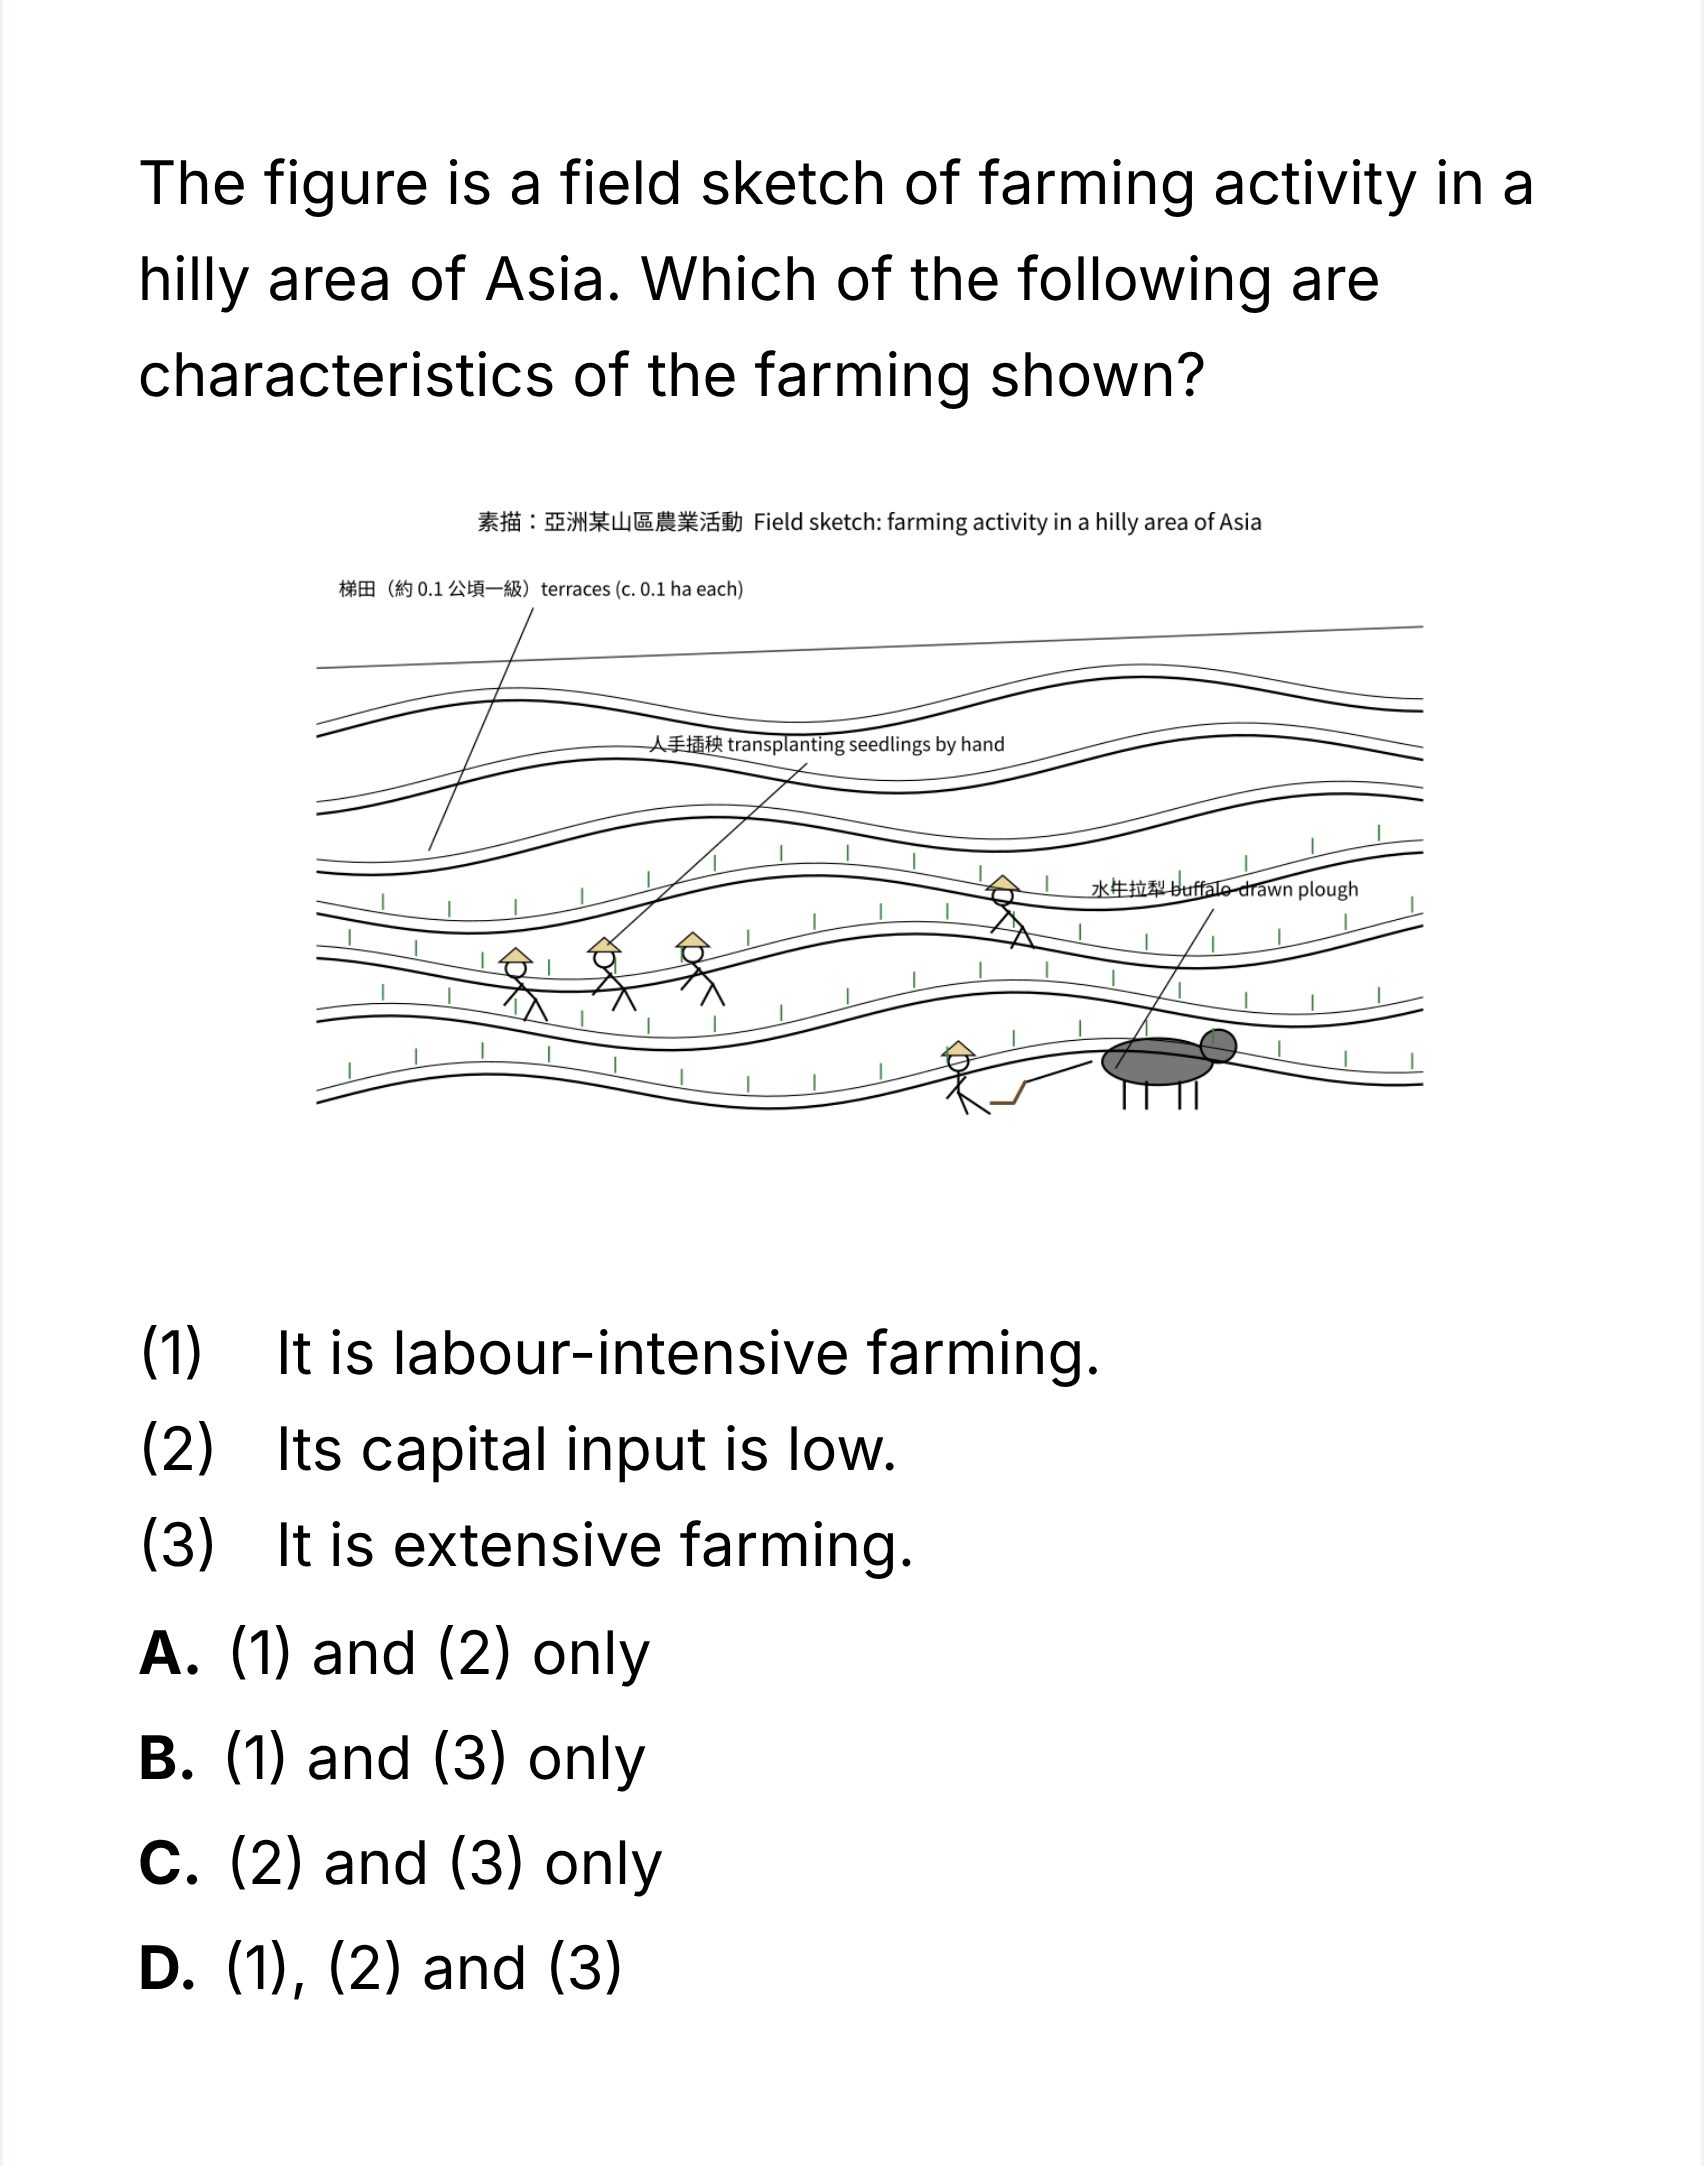 The figure is a field sketch of farming activity in a
hilly area of Asia. Which of the following are
characteristics of the farming shown?
素描：亞洲某山區農業活動 Field sketch: farming activity in a hilly area of Asia
梯田（約 0.1 公頃一級）terraces (c. 0.1 ha each)
人手插秧 transplanting seedlings by hand
水牛拉犁 buffalo-drawn plough
(1) It is labour-intensive farming.
(2) Its capital input is low.
(3) It is extensive farming.
A. (1) and (2) only
B. (1) and (3) only
C. (2) and (3) only
D. (1), (2) and (3)